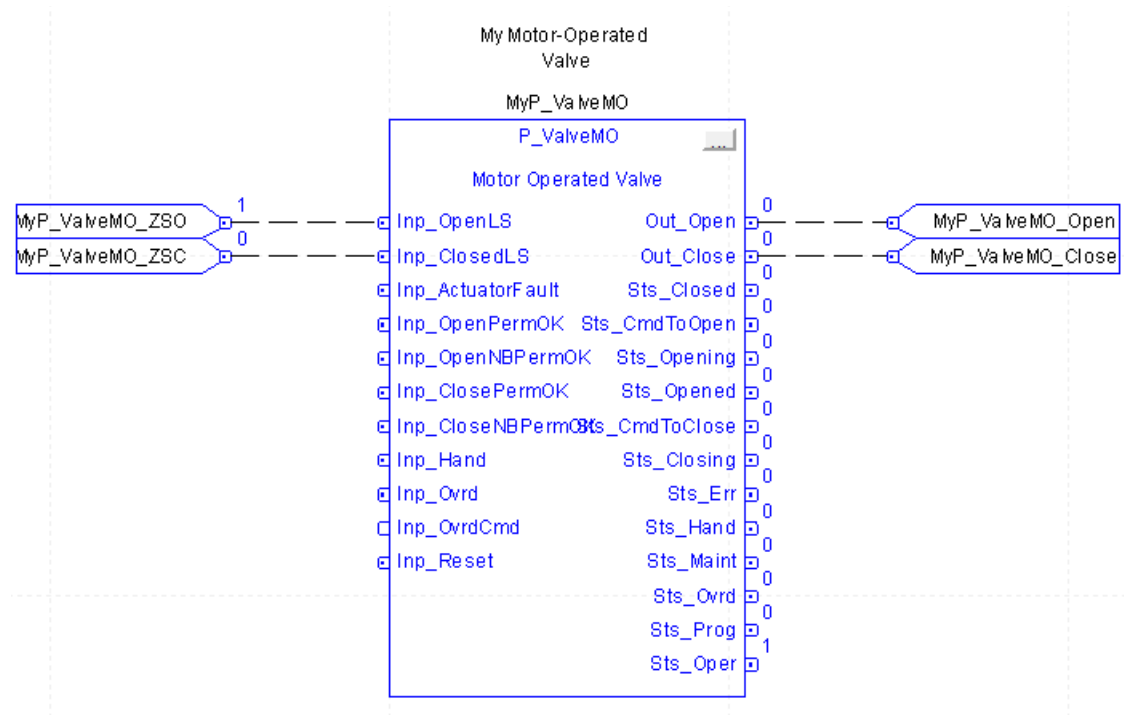 My Motor-Operated
Valve
MyP_ValveMO
P_ValveMO
...
Motor Operated Valve
MyP_ValveMO_ZSO 1 Inp_OpenLS Out_Open 0 MyP_ValveMO_Open
MyP_ValveMO_ZSC 0 Inp_ClosedLS Out_Close 0 MyP_ValveMO_Close
Inp_ActuatorFault Sts_Closed 0
Inp_OpenPermOK Sts_CmdToOpen 0
Inp_OpenNBPermOK Sts_Opening 0
Inp_ClosePermOK Sts_Opened 0
Inp_CloseNBPermOK Sts_CmdToClose 0
Inp_Hand Sts_Closing 0
Inp_Ovrd Sts_Err 0
Inp_OvrdCmd Sts_Hand 0
Inp_Reset Sts_Maint 0
Sts_Ovrd 0
Sts_Prog 0
Sts_Oper 1